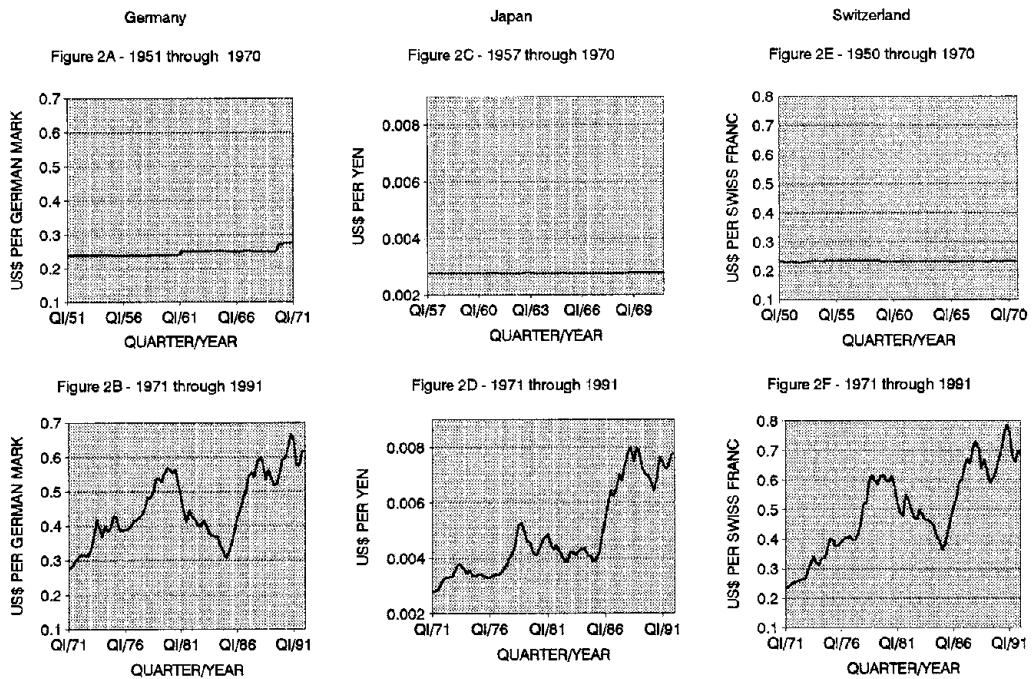 Germany
Japan
Switzerland
Figure 2A - 1951 through 1970
Figure 2C - 1957 through 1970
Figure 2E - 1950 through 1970
US$ PER GERMAN MARK
0.7
0.6
0.5
0.4
0.3
0.2
0.1
QI/51 QI/56 QI/61 QI/66 QI/71
QUARTER/YEAR
US$ PER YEN
0.008
0.006
0.004
0.002
QI/57 QI/60 QI/63 QI/66 QI/69
QUARTER/YEAR
US$ PER SWISS FRANC
0.8
0.7
0.6
0.5
0.4
0.3
0.2
0.1
QI/50 QI/55 QI/60 QI/65 QI/70
QUARTER/YEAR
Figure 2B - 1971 through 1991
Figure 2D - 1971 through 1991
Figure 2F - 1971 through 1991
US$ PER GERMAN MARK
0.7
0.6
0.5
0.4
0.3
0.2
0.1
QI/71 QI/76 QI/81 QI/86 QI/91
QUARTER/YEAR
US$ PER YEN
0.008
0.006
0.004
0.002
QI/71 QI/76 QI/81 QI/86 QI/91
QUARTER/YEAR
US$ PER SWISS FRANC
0.8
0.7
0.6
0.5
0.4
0.3
0.2
0.1
QI/71 QI/76 QI/81 QI/86 QI/91
QUARTER/YEAR